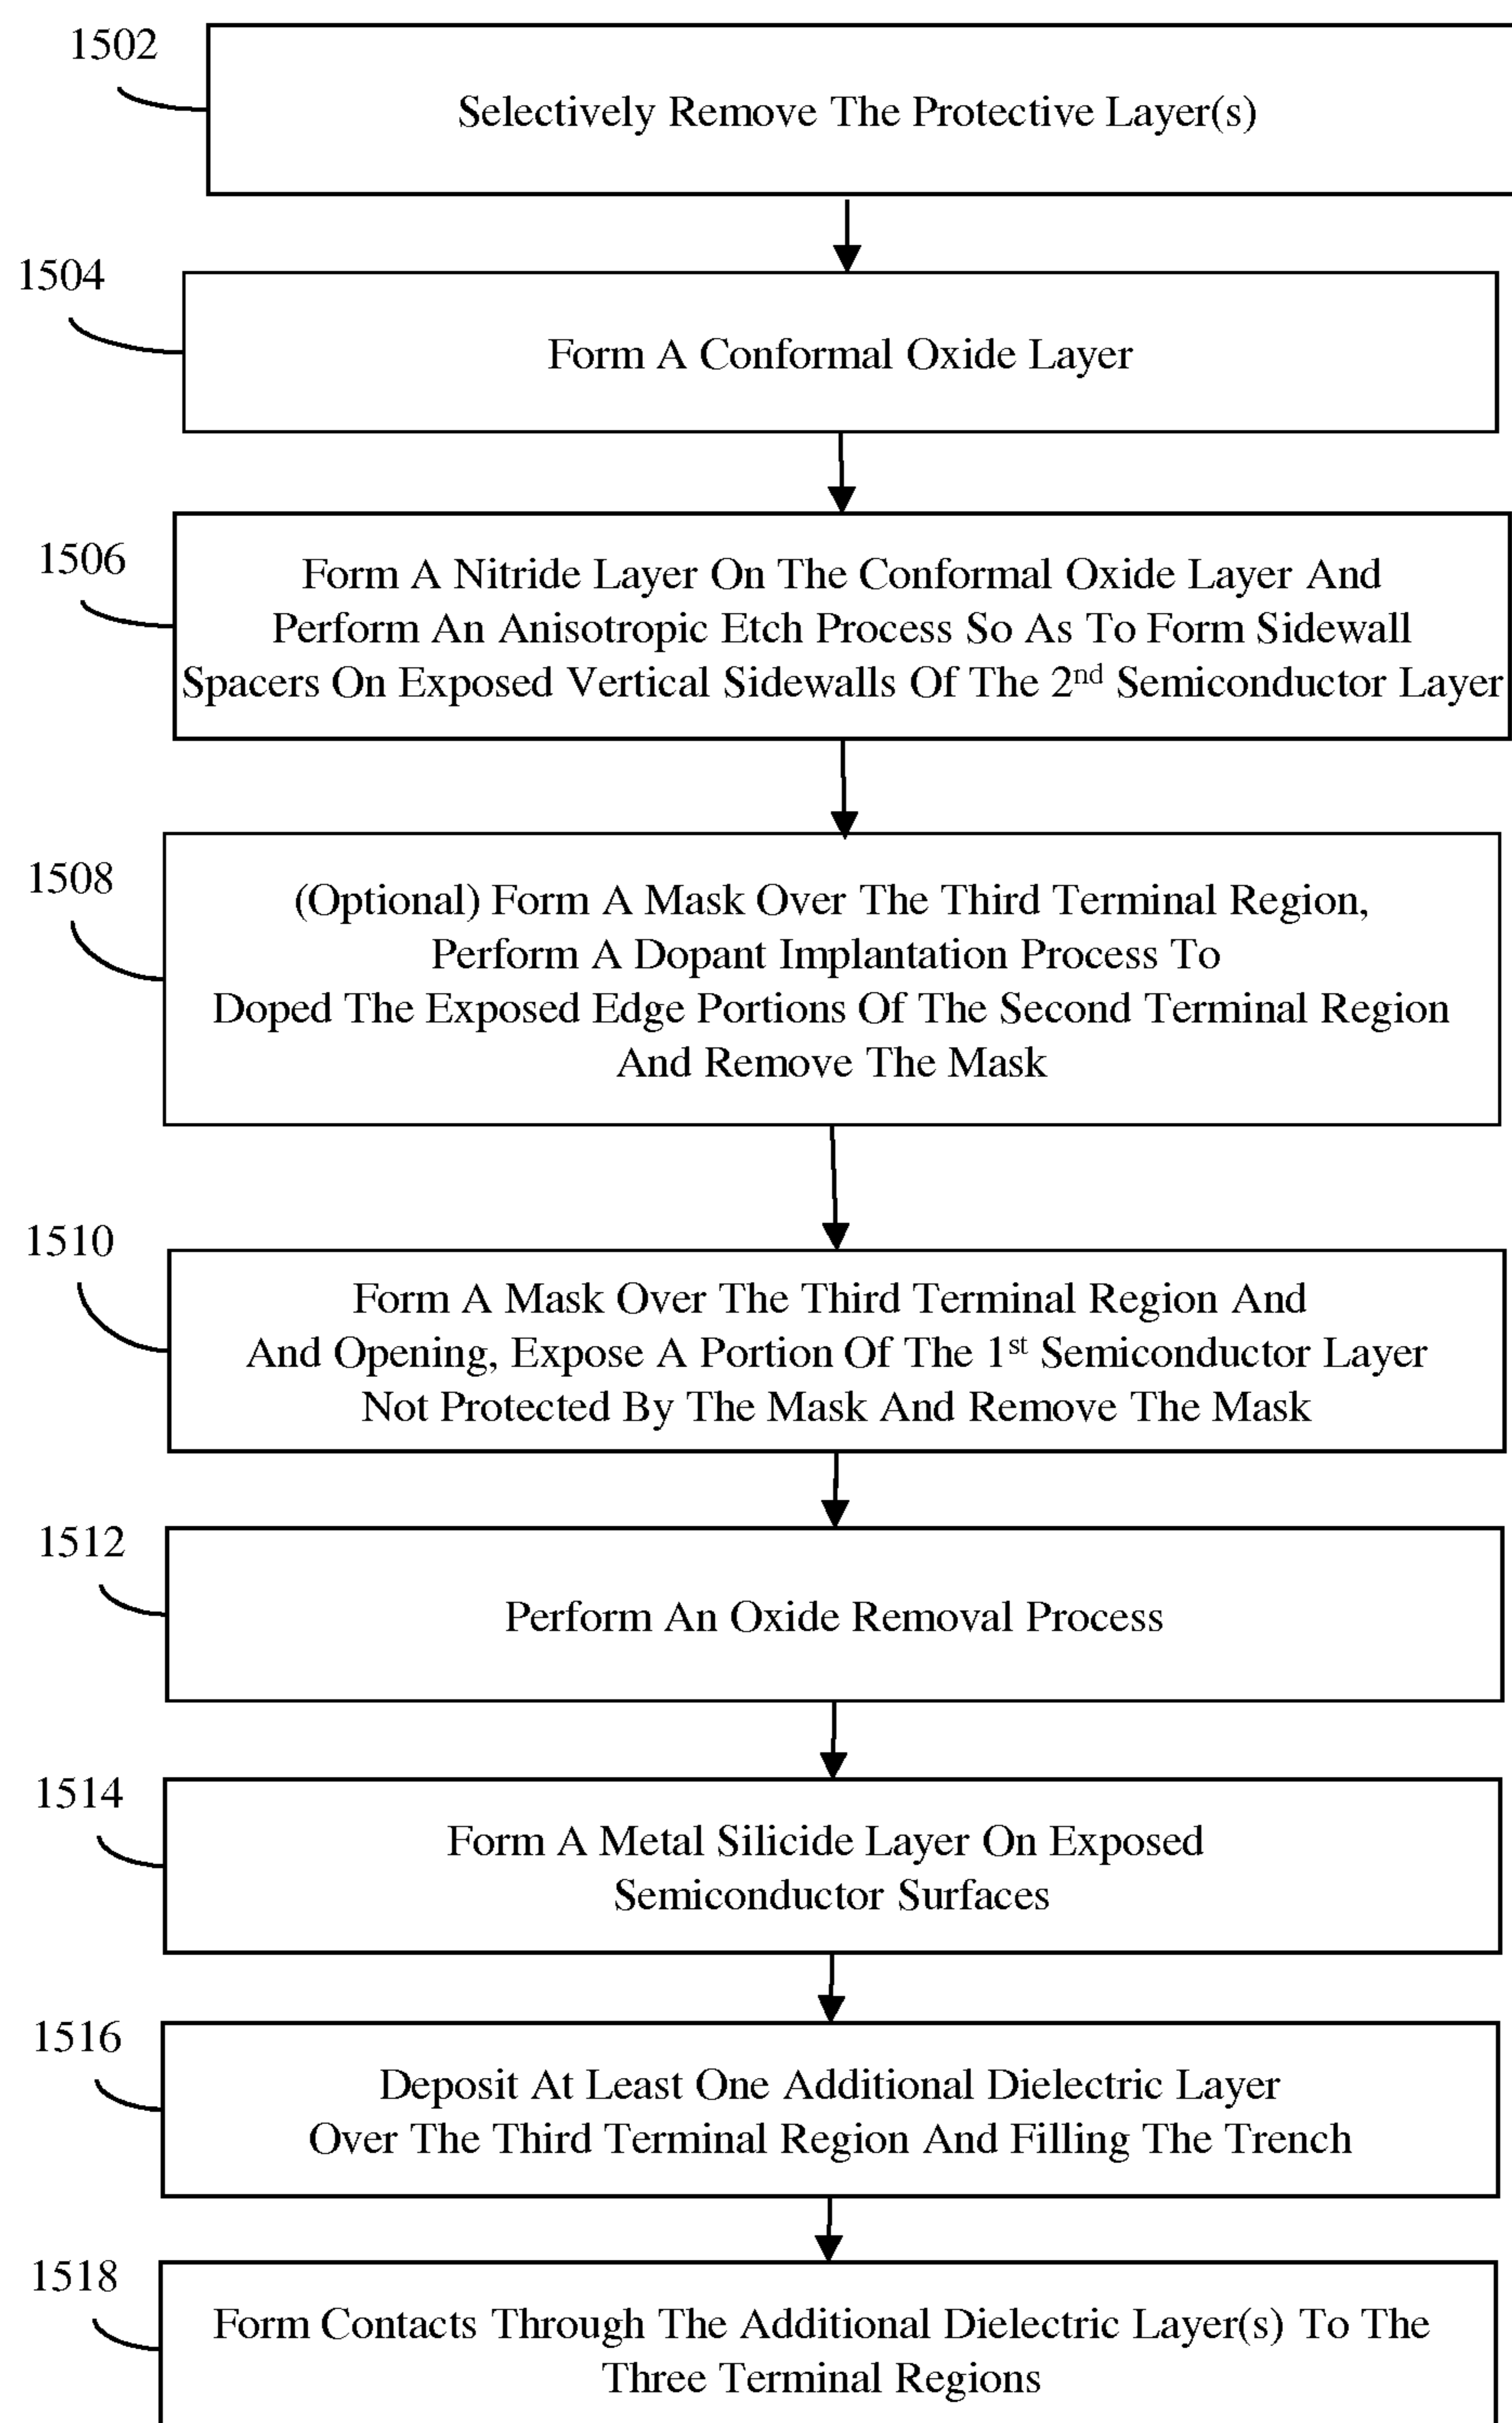 1502
Selectively Remove The Protective Layer(s)
1504
Form A Conformal Oxide Layer
1506
Form A Nitride Layer On The Conformal Oxide Layer And
Perform An Anisotropic Etch Process So As To Form Sidewall
Spacers On Exposed Vertical Sidewalls Of The 2nd Semiconductor Layer
1508
(Optional) Form A Mask Over The Third Terminal Region,
Perform A Dopant Implantation Process To
Doped The Exposed Edge Portions Of The Second Terminal Region
And Remove The Mask
1510
Form A Mask Over The Third Terminal Region And
And Opening, Expose A Portion Of The 1st Semiconductor Layer
Not Protected By The Mask And Remove The Mask
1512
Perform An Oxide Removal Process
1514
Form A Metal Silicide Layer On Exposed
Semiconductor Surfaces
1516
Deposit At Least One Additional Dielectric Layer
Over The Third Terminal Region And Filling The Trench
1518
Form Contacts Through The Additional Dielectric Layer(s) To The
Three Terminal Regions